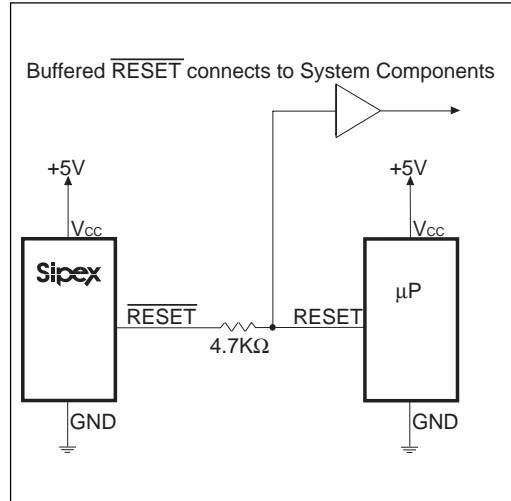 Buffered RESET connects to System Components
+5V
+5V
Vcc
Vcc
Sipex
μP
RESET
RESET
4.7KΩ
GND
GND